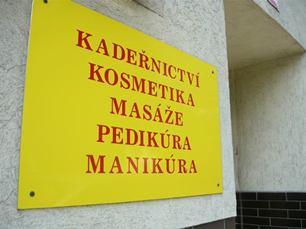 KADEŘNICTVÍ
KOSMETIKA
MASÁŽE
PEDIKÚRA
MANIKÚRA